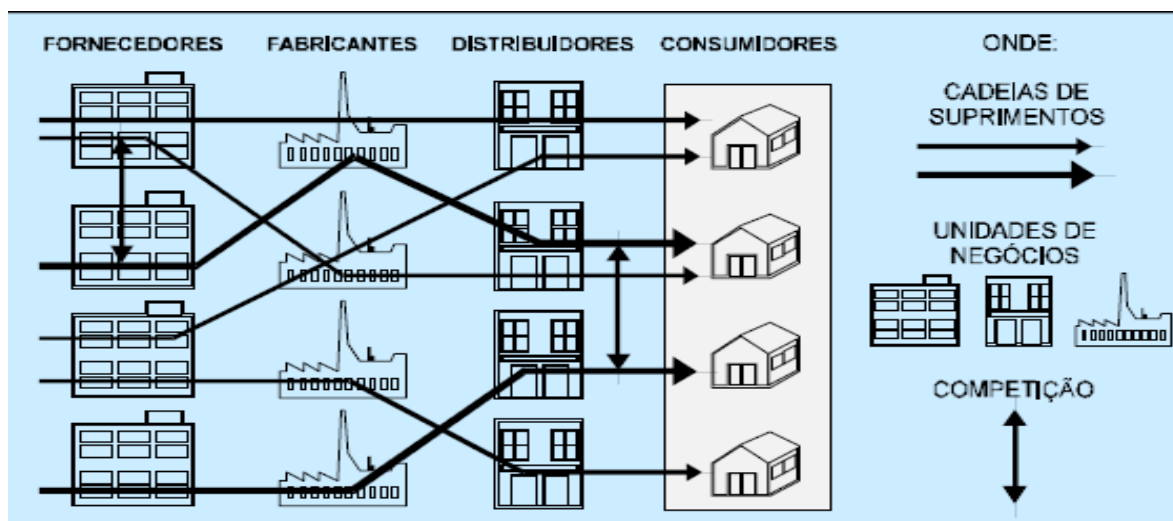 FORNECEDORES
FABRICANTES
DISTRIBUIDORES
CONSUMIDORES
ONDE:
CADEIAS DE
SUPRIMENTOS
UNIDADES DE
NEGÓCIOS
COMPETIÇÃO